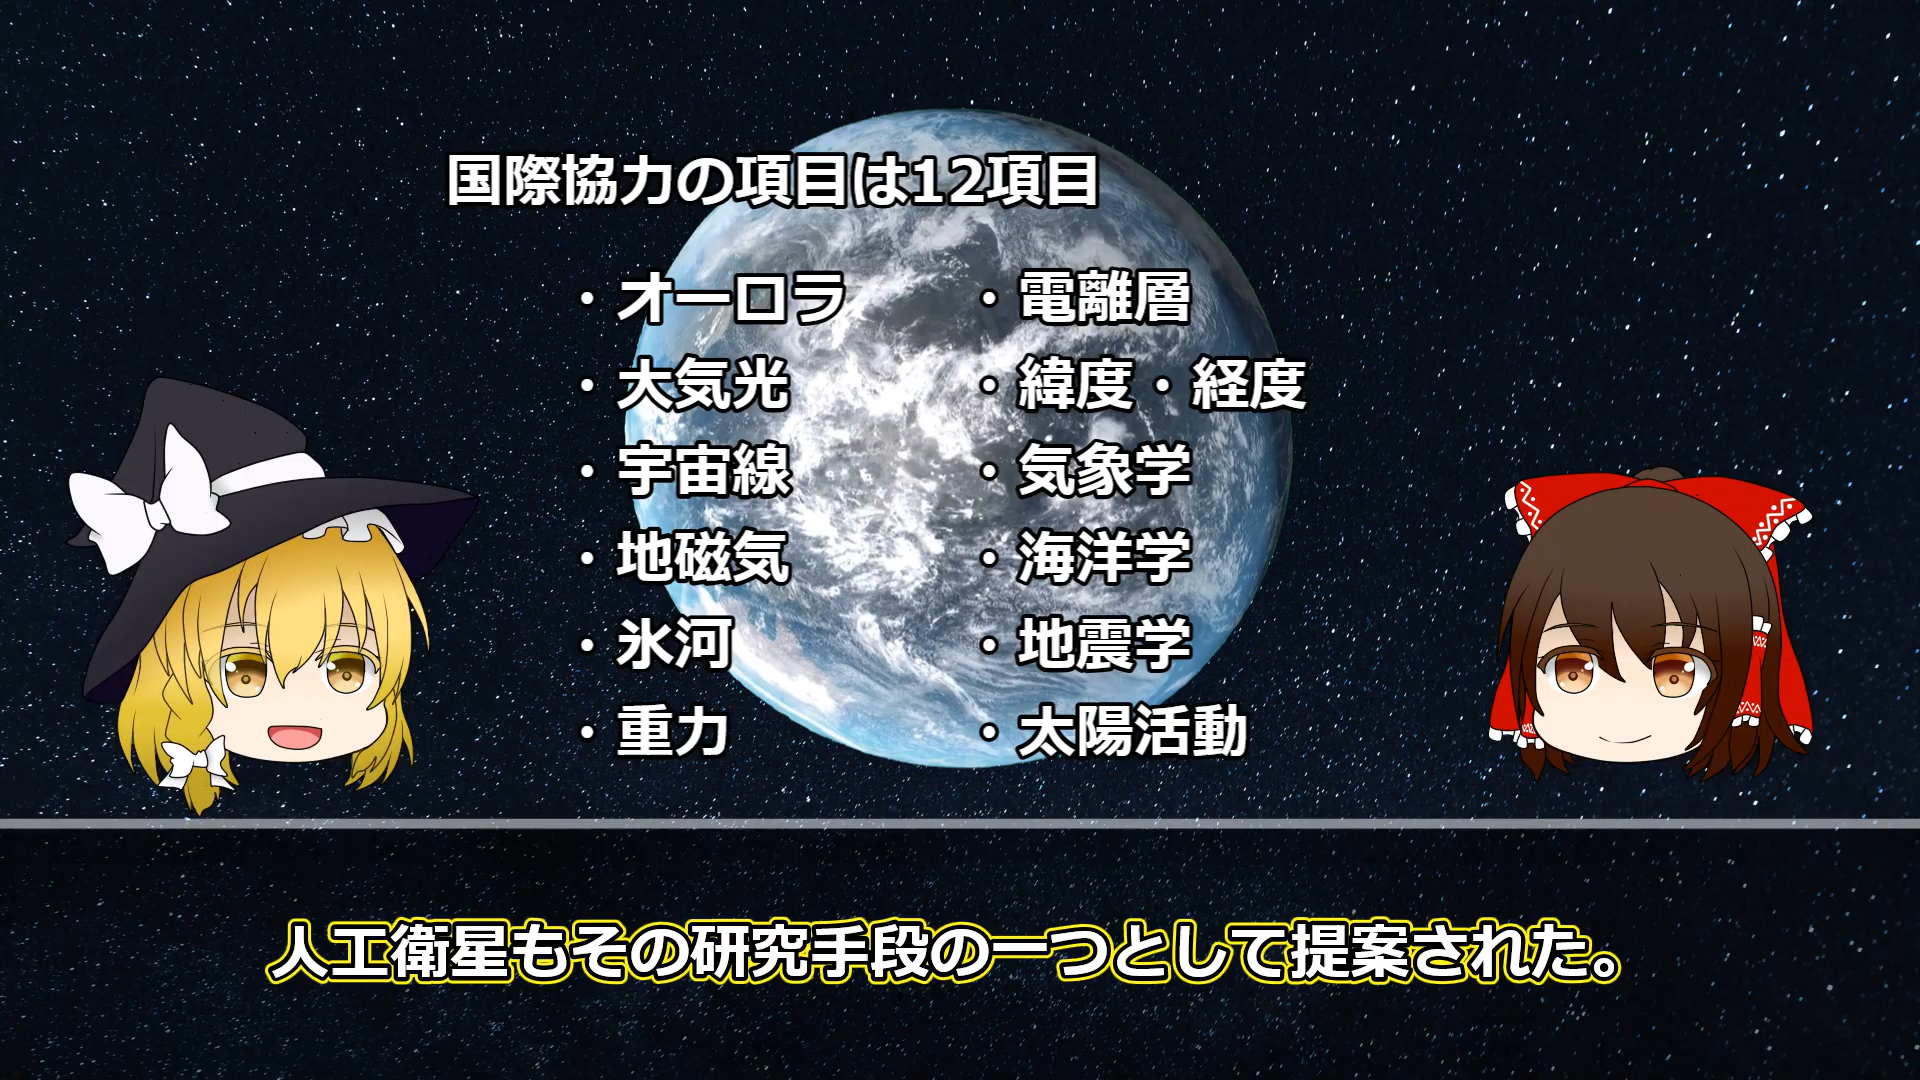 国際協力の項目は12項目
・オーロラ
・大気光
・宇宙線
・地磁気
・氷河
・重力
・電離層
・緯度・経度
・気象学
・海洋学
・地震学
・太陽活動
人工衛星もその研究手段の一つとして提案された。